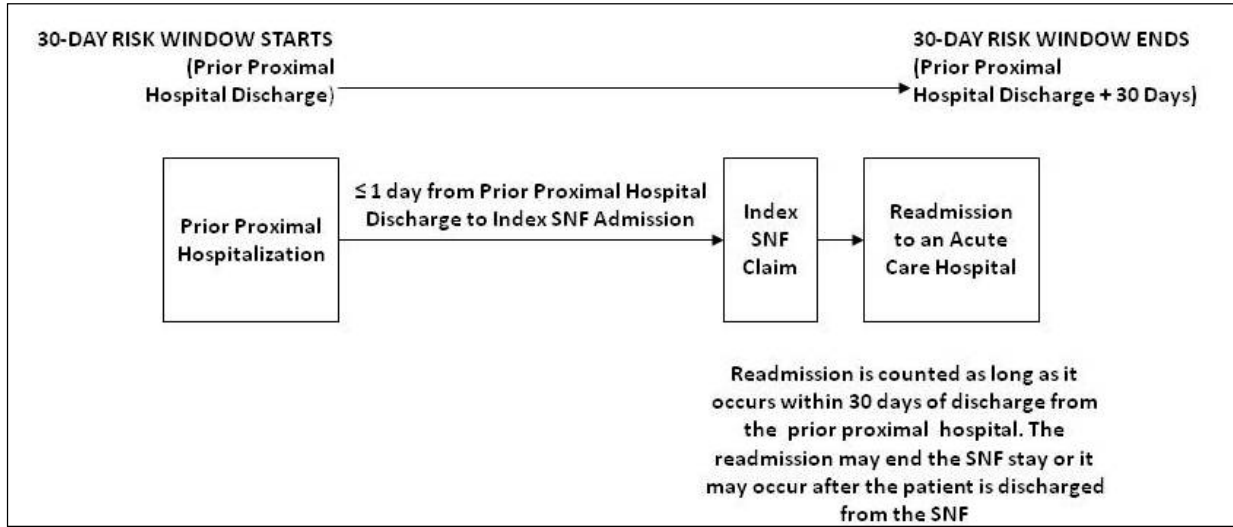 30-DAY RISK WINDOW STARTS
(Prior Proximal
Hospital Discharge)
30-DAY RISK WINDOW ENDS
(Prior Proximal
Hospital Discharge + 30 Days)
Prior Proximal
Hospitalization
≤ 1 day from Prior Proximal Hospital
Discharge to Index SNF Admission
Index
SNF
Claim
Readmission
to an Acute
Care Hospital
Readmission is counted as long as it
occurs within 30 days of discharge from
the prior proximal hospital. The
readmission may end the SNF stay or it
may occur after the patient is discharged
from the SNF